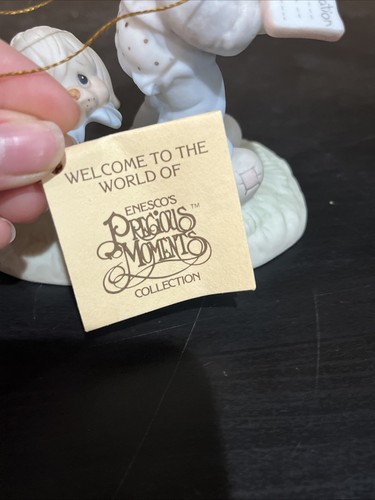 WELCOME TO THE
WORLD OF
ENESCO'S
PRECIOUS
MOMENTS™
COLLECTION